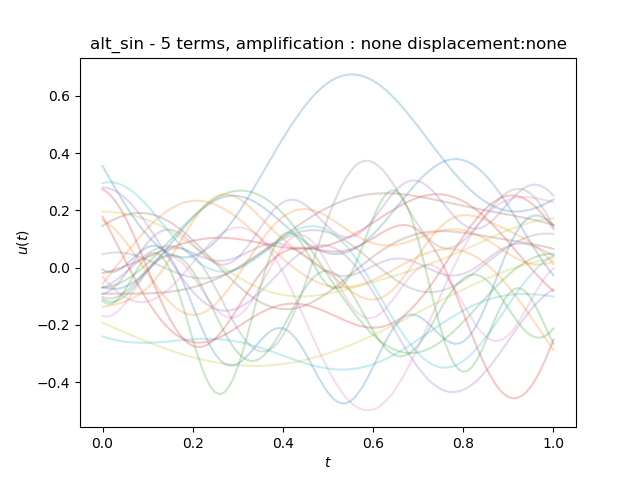 alt_sin - 5 terms, amplification : none displacement:none
u(t)
0.6
0.4
0.2
0.0
−0.2
−0.4
0.0 0.2 0.4 0.6 0.8 1.0
t